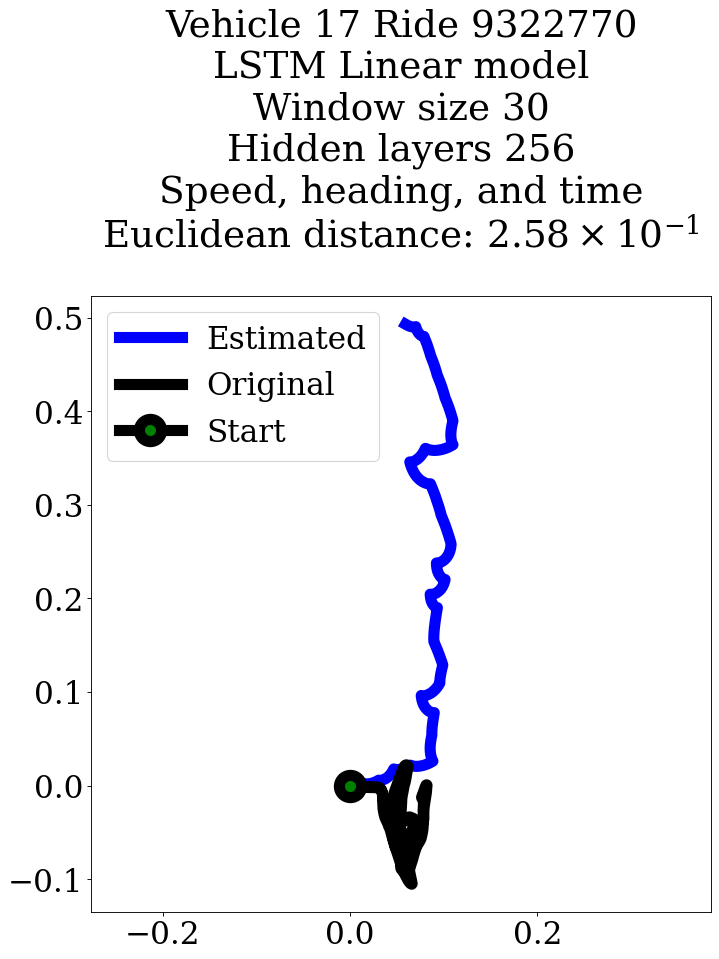 Vehicle 17 Ride 9322770
LSTM Linear model
Window size 30
Hidden layers 256
Speed, heading, and time
Euclidean distance: 2.58 × 10⁻¹
Estimated
Original
Start
0.5
0.4
0.3
0.2
0.1
0.0
−0.1
−0.2
0.0
0.2